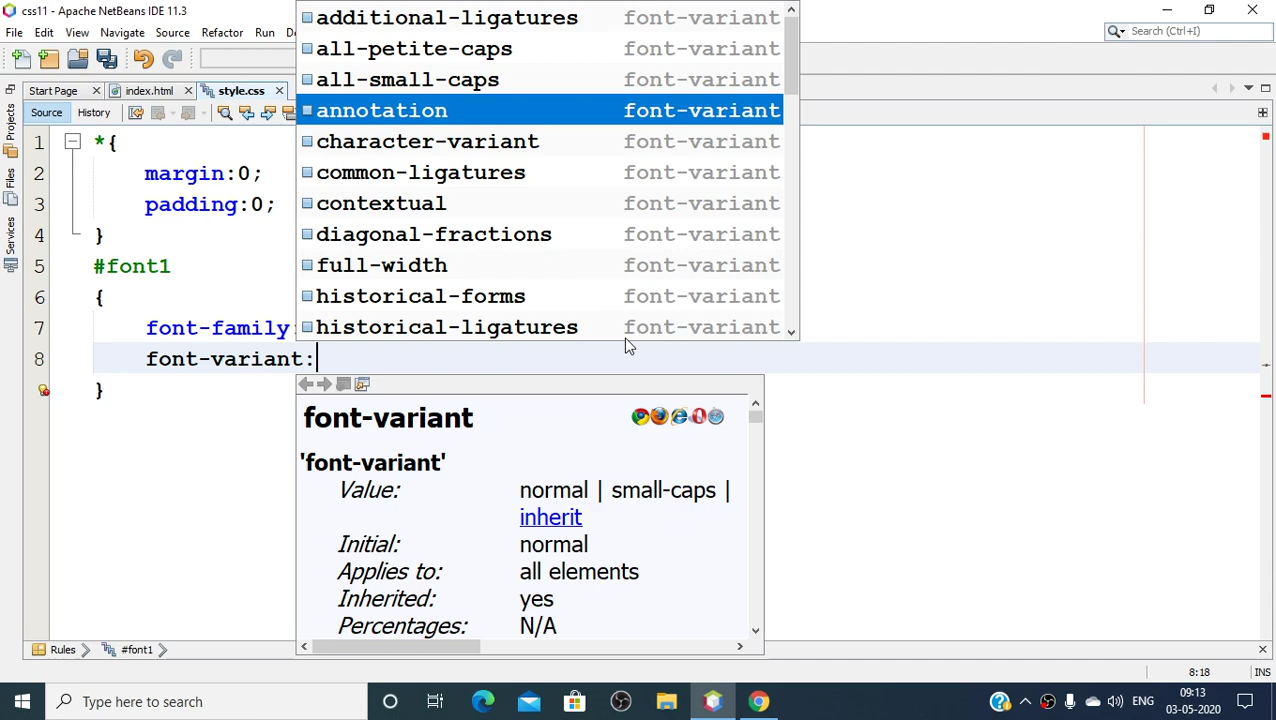 css11 - Apache NetBeans IDE 11.3
File Edit View Navigate Source Refactor Run
Search (Ctrl+I)
Start Page index.html style.css
Source History
Projects
Files
Services
additional-ligatures font-variant
all-petite-caps font-variant
all-small-caps font-variant
annotation font-variant
character-variant font-variant
common-ligatures font-variant
contextual font-variant
diagonal-fractions font-variant
full-width font-variant
historical-forms font-variant
historical-ligatures font-variant
1 *{
2 margin:0;
3 padding:0;
4 }
5 #font1
6 {
7 font-family:
8 font-variant:
}
font-variant
'font-variant'
Value: normal | small-caps |
inherit
Initial: normal
Applies to: all elements
Inherited: yes
Percentages: N/A
Rules #font1
8:18 INS
Type here to search
ENG
09:13
03-05-2020